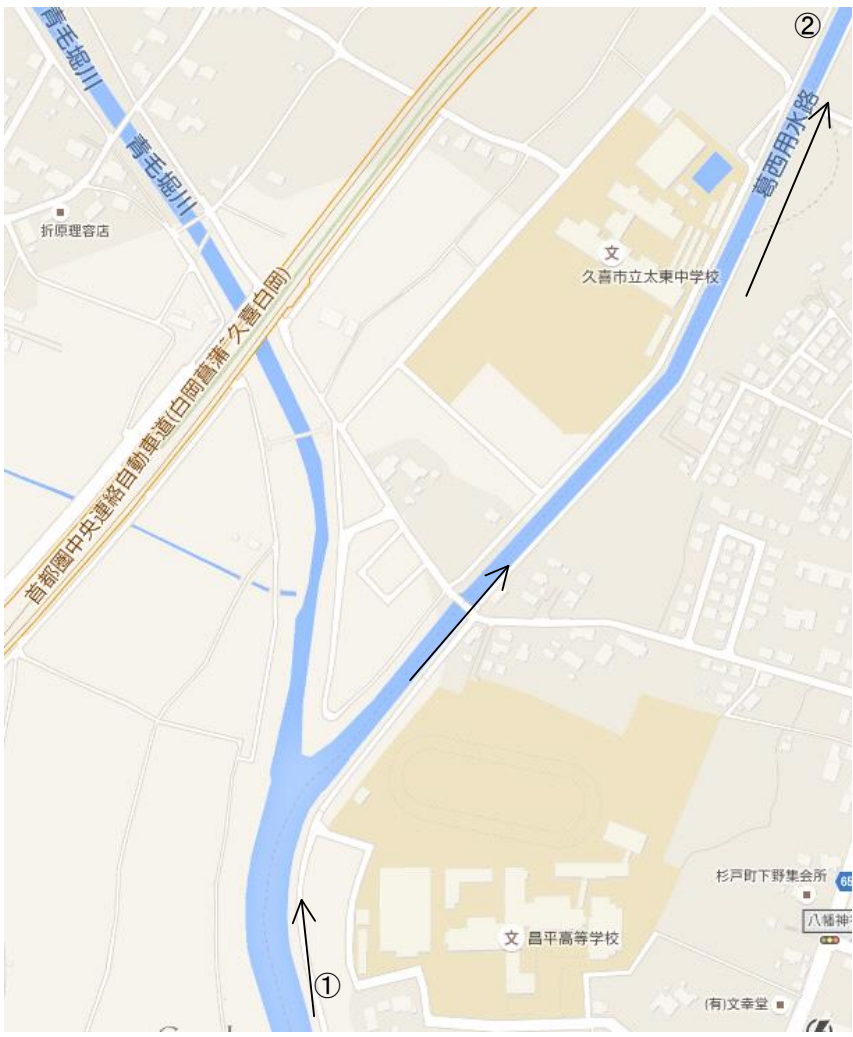 ②
青毛堀川
青毛堀川
葛西用水路
折原理容店
文
久喜市立太東中学校
首都圏中央連絡自動車道(白岡菖蒲~久喜白岡)
杉戸町下野集会所
65
八幡神
文 昌平高等学校
①
(有)文幸堂